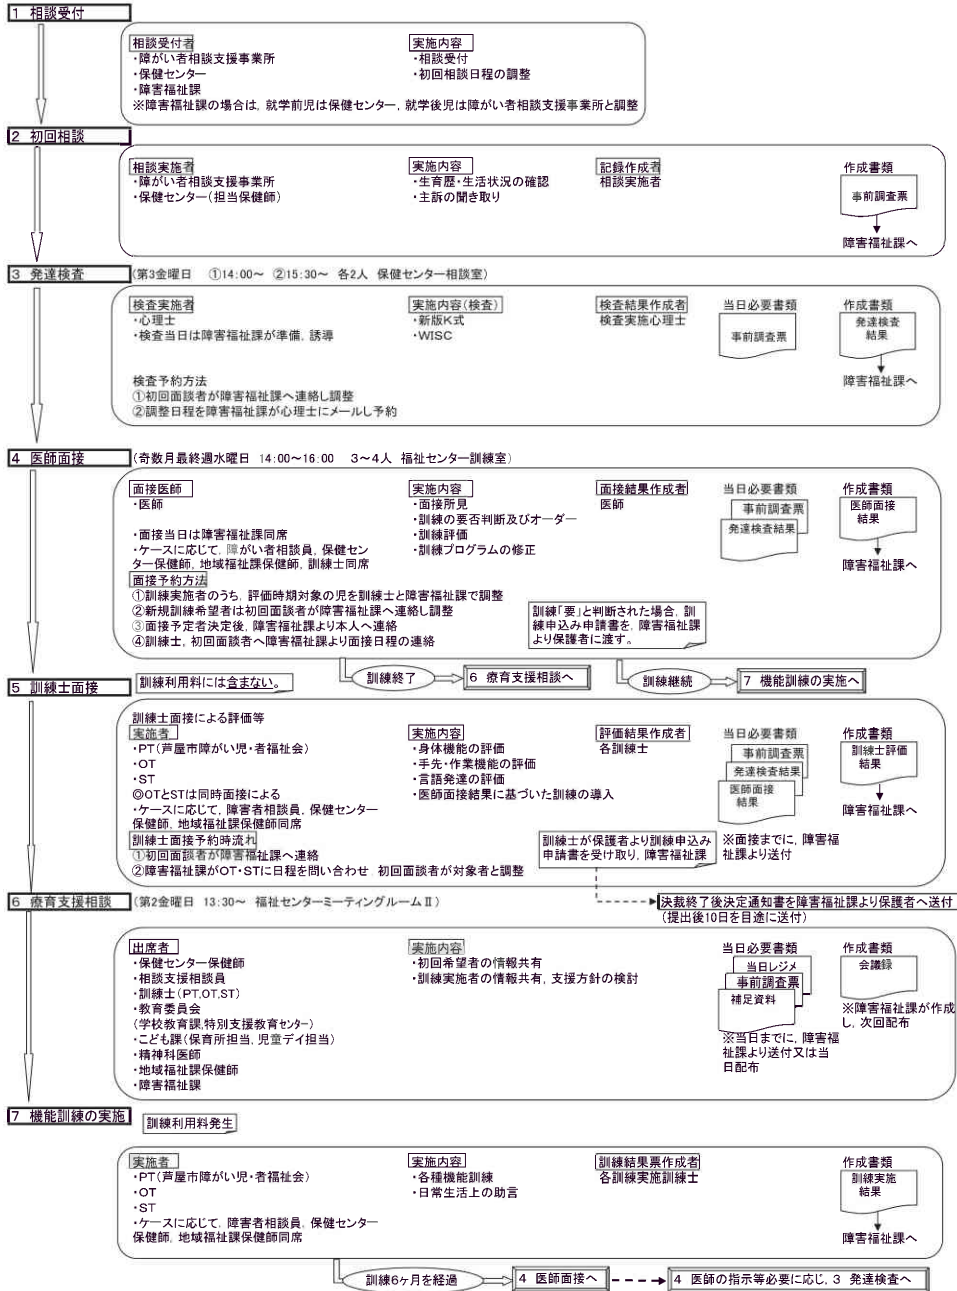 1 相談受付
相談受付者
・障がい者相談支援事業所
・保健センター
・障害福祉課
※障害福祉課の場合は，就学前児は保健センター，就学後児は障がい者相談支援事業所と調整
実施内容
・相談受付
・初回相談日程の調整
2 初回相談
相談実施者
・障がい者相談支援事業所
・保健センター（担当保健師）
実施内容
・生育歴・生活状況の確認
・主訴の聞き取り
記録作成者
相談実施者
作成書類
事前調査票
障害福祉課へ
3 発達検査
（第3金曜日 ①14:00～ ②15:30～ 各2人 保健センター相談室）
検査実施者
・心理士
・検査当日は障害福祉課が準備，誘導
実施内容（検査）
・新版K式
・WISC
検査結果作成者
検査実施心理士
当日必要書類
事前調査票
作成書類
発達検査
結果
障害福祉課へ
検査予約方法
①初回面談者が障害福祉課へ連絡し調整
②調整日程を障害福祉課が心理士にメールし予約
4 医師面接
（奇数月最終週水曜日 14:00～16:00 3～4人 福祉センター訓練室）
面接医師
・医師
・面接当日は障害福祉課同席
・ケースに応じて，障がい者相談員，保健セン
ター保健師，地域福祉課保健師，訓練士同席
実施内容
・面接所見
・訓練の要否判断及びオーダー
・訓練評価
・訓練プログラムの修正
面接結果作成者
医師
当日必要書類
事前調査票
発達検査結果
作成書類
医師面接
結果
障害福祉課へ
面接予約方法
①訓練実施者のうち，評価時期対象の児を訓練士と障害福祉課で調整
②新規訓練希望者は初回面談者が障害福祉課へ連絡し調整
③面接予定者決定後，障害福祉課より本人へ連絡
④訓練士，初回面談者へ障害福祉課より面接日程の連絡
訓練「要」と判断された場合，訓
練申込み申請書を，障害福祉課
より保護者に渡す。
訓練終了
6 療育支援相談へ
訓練継続
7 機能訓練の実施へ
5 訓練士面接
訓練利用料には含まない。
訓練士面接による評価等
実施者
・PT（芦屋市障がい児・者福祉会）
・OT
・ST
◎OTとSTは同時面接による
・ケースに応じて，障害者相談員，保健センター
保健師，地域福祉課保健師同席
実施内容
・身体機能の評価
・手先・作業機能の評価
・言語発達の評価
・医師面接結果に基づいた訓練の導入
評価結果作成者
各訓練士
当日必要書類
事前調査票
発達検査結果
医師面接
結果
※面接までに，障害福
祉課より送付
作成書類
訓練士評価
結果
障害福祉課へ
訓練士面接予約時流れ
①初回面談者が障害福祉課へ連絡
②障害福祉課がOT・STに日程を問い合わせ 初回面談者が対象者と調整
訓練士が保護者より訓練申込み
申請書を受け取り，障害福祉課
決裁終了後決定通知書を障害福祉課より保護者へ送付
（提出後10日を目途に送付）
6 療育支援相談
（第2金曜日 13:30～ 福祉センターミーティングルームⅡ）
出席者
・保健センター保健師
・相談支援相談員
・訓練士（PT,OT,ST）
・教育委員会
（学校教育課,特別支援教育センター）
・こども課（保育所担当，児童デイ担当）
・精神科医師
・地域福祉課保健師
・障害福祉課
実施内容
・初回希望者の情報共有
・訓練実施者の情報共有，支援方針の検討
当日必要書類
当日レジメ
事前調査票
補足資料
※当日までに，障害福
祉課より送付又は当
日配布
作成書類
会議録
※障害福祉課が作成
し，次回配布
7 機能訓練の実施
訓練利用料発生
実施者
・PT（芦屋市障がい児・者福祉会）
・OT
・ST
・ケースに応じて，障害者相談員，保健センター
保健師，地域福祉課保健師同席
実施内容
・各種機能訓練
・日常生活上の助言
訓練結果票作成者
各訓練実施訓練士
作成書類
訓練実施
結果
障害福祉課へ
訓練6ヶ月を経過
4 医師面接へ
4 医師の指示等必要に応じ，3 発達検査へ